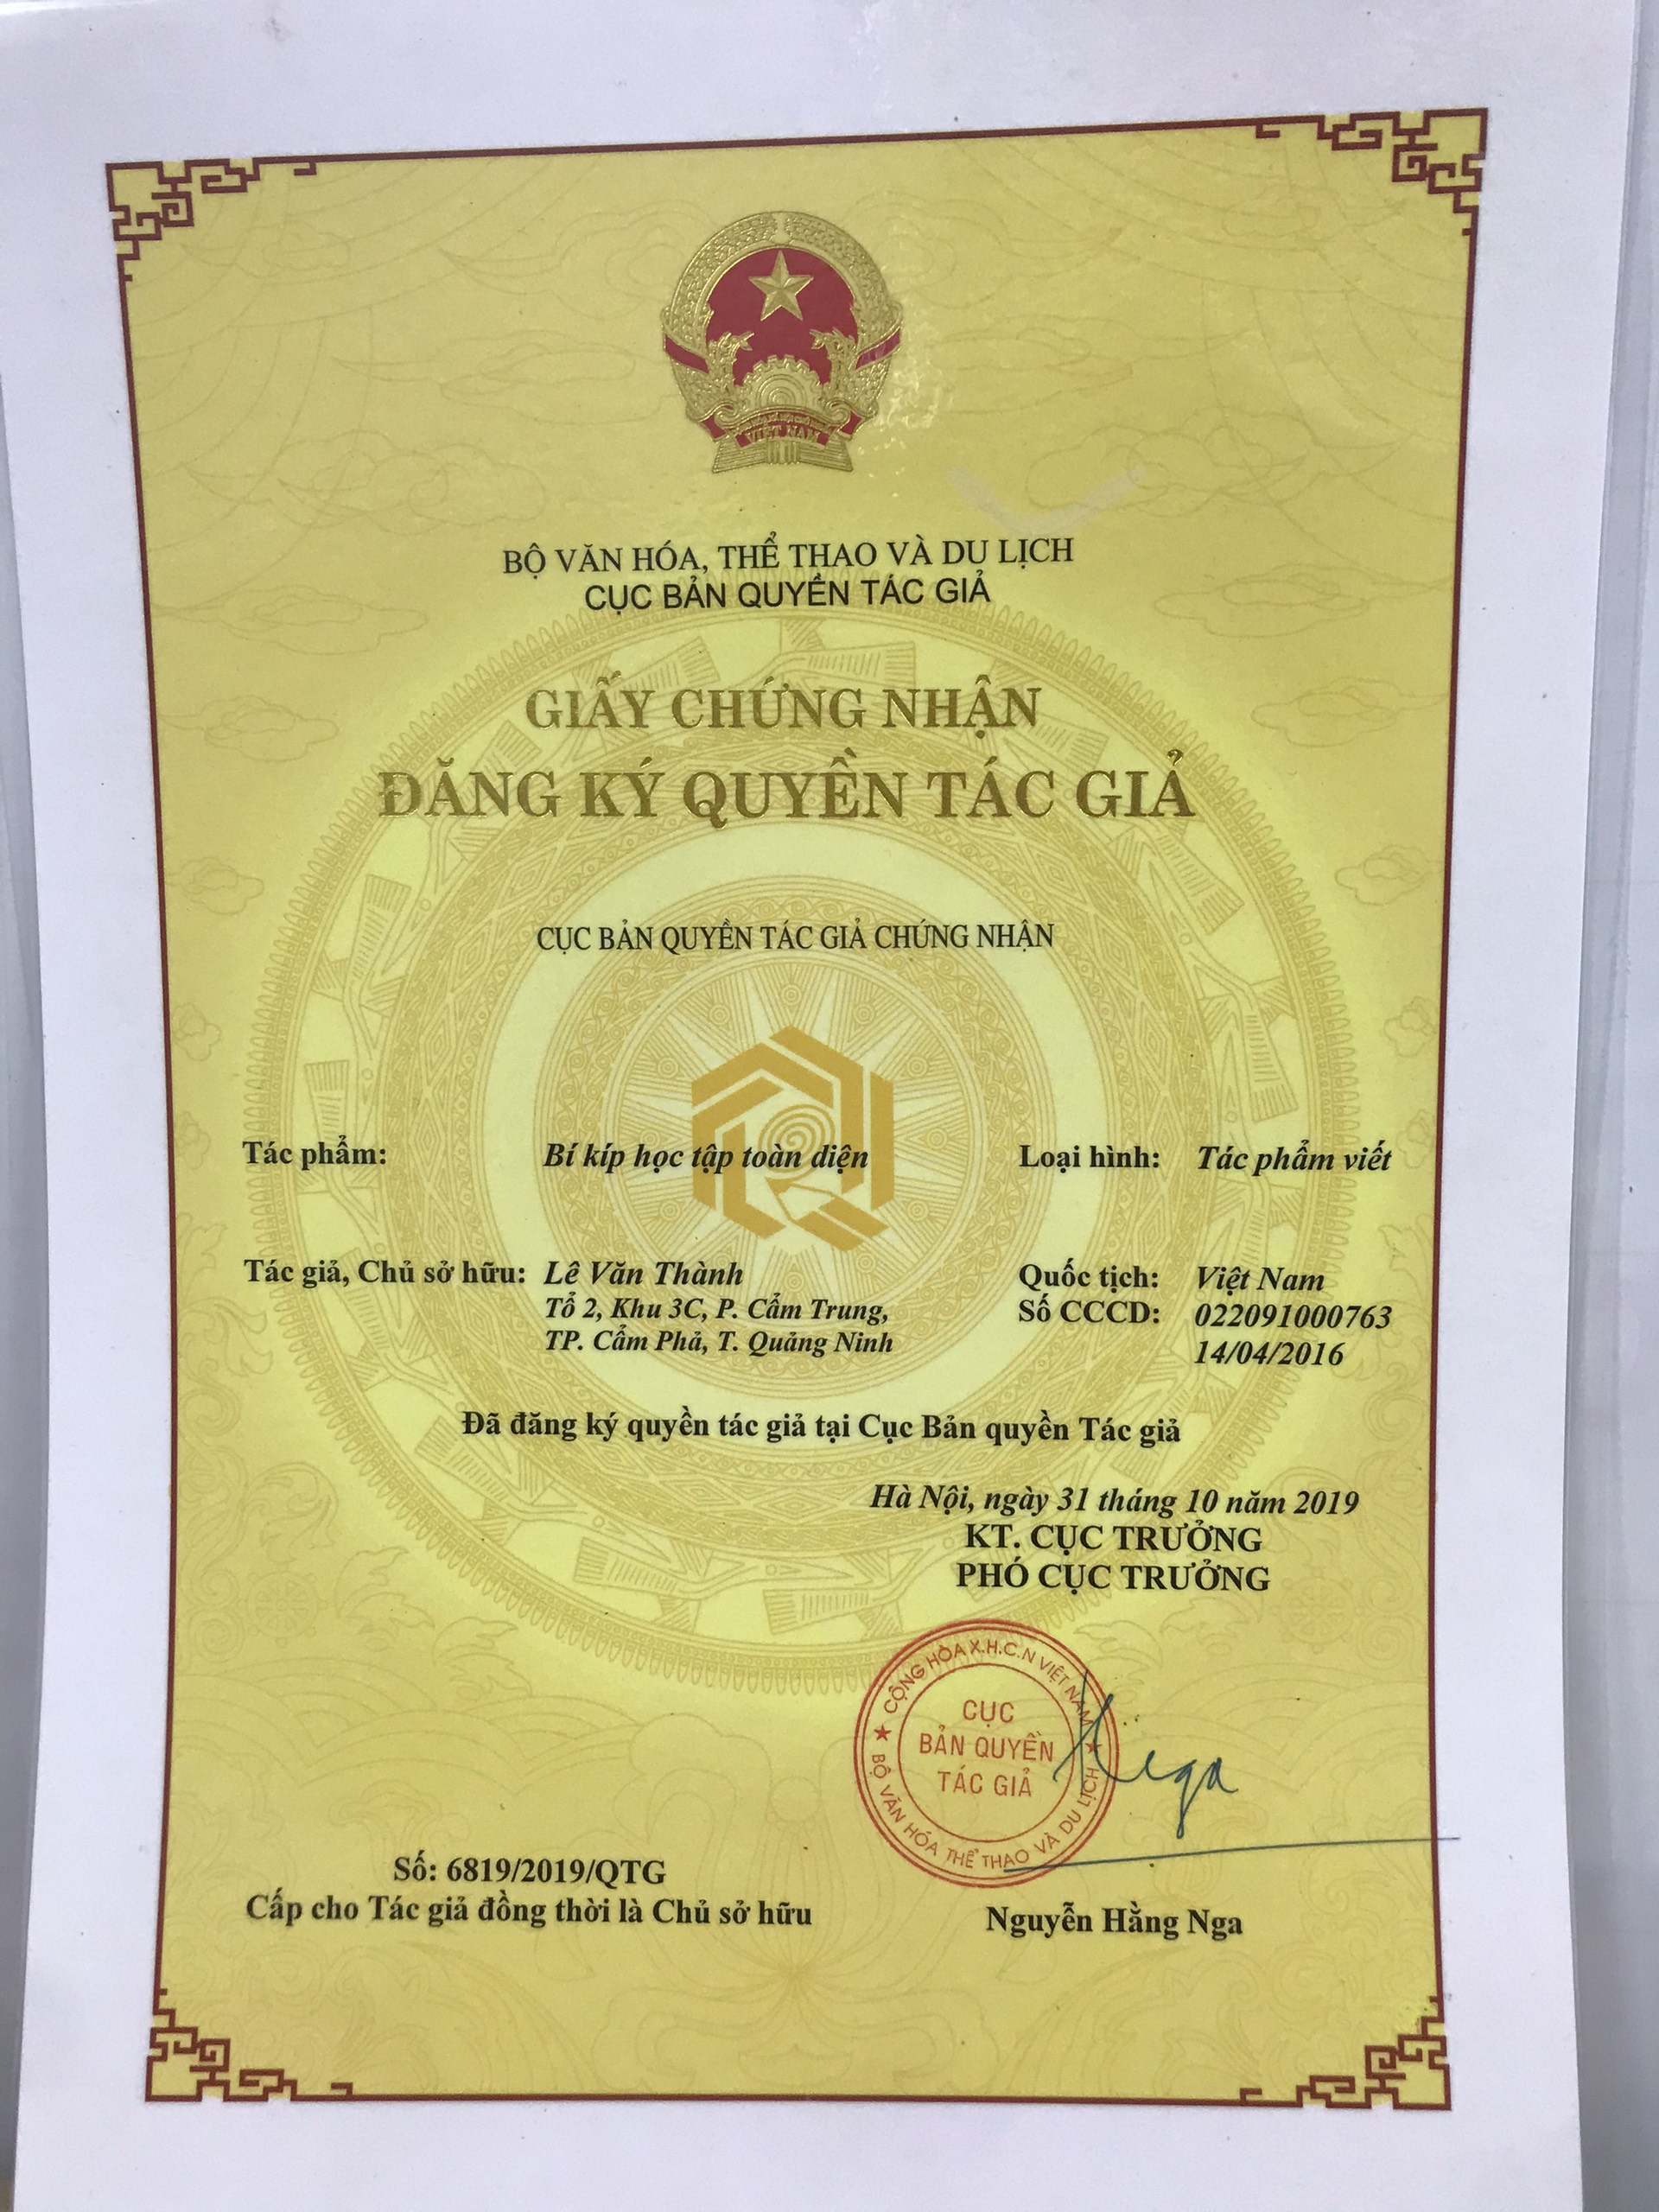 VIỆT NAM
BỘ VĂN HÓA, THỂ THAO VÀ DU LỊCH
CỤC BẢN QUYỀN TÁC GIẢ
GIẤY CHỨNG NHẬN
ĐĂNG KÝ QUYỀN TÁC GIẢ
CỤC BẢN QUYỀN TÁC GIẢ CHỨNG NHẬN
Tác phẩm: Bí kíp học tập toàn diện Loại hình: Tác phẩm viết
Tác giả, Chủ sở hữu: Lê Văn Thành Quốc tịch: Việt Nam
Tổ 2, Khu 3C, P. Cẩm Trung, Số CCCD: 022091000763
TP. Cẩm Phả, T. Quảng Ninh 14/04/2016
Đã đăng ký quyền tác giả tại Cục Bản quyền Tác giả
Hà Nội, ngày 31 tháng 10 năm 2019
KT. CỤC TRƯỞNG
PHÓ CỤC TRƯỞNG
CỘNG HÒA X.H.C.N VIỆT NAM
CỤC
BẢN QUYỀN
TÁC GIẢ
BỘ VĂN HÓA THỂ THAO VÀ DU LỊCH
Nga
Số: 6819/2019/QTG
Cấp cho Tác giả đồng thời là Chủ sở hữu
Nguyễn Hằng Nga